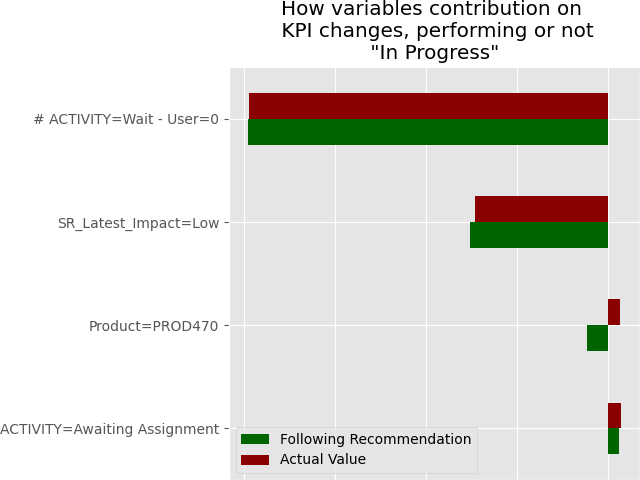 How variables contribution on
KPI changes, performing or not
"In Progress"
# ACTIVITY=Wait - User=0
SR_Latest_Impact=Low
Product=PROD470
ACTIVITY=Awaiting Assignment
Following Recommendation
Actual Value